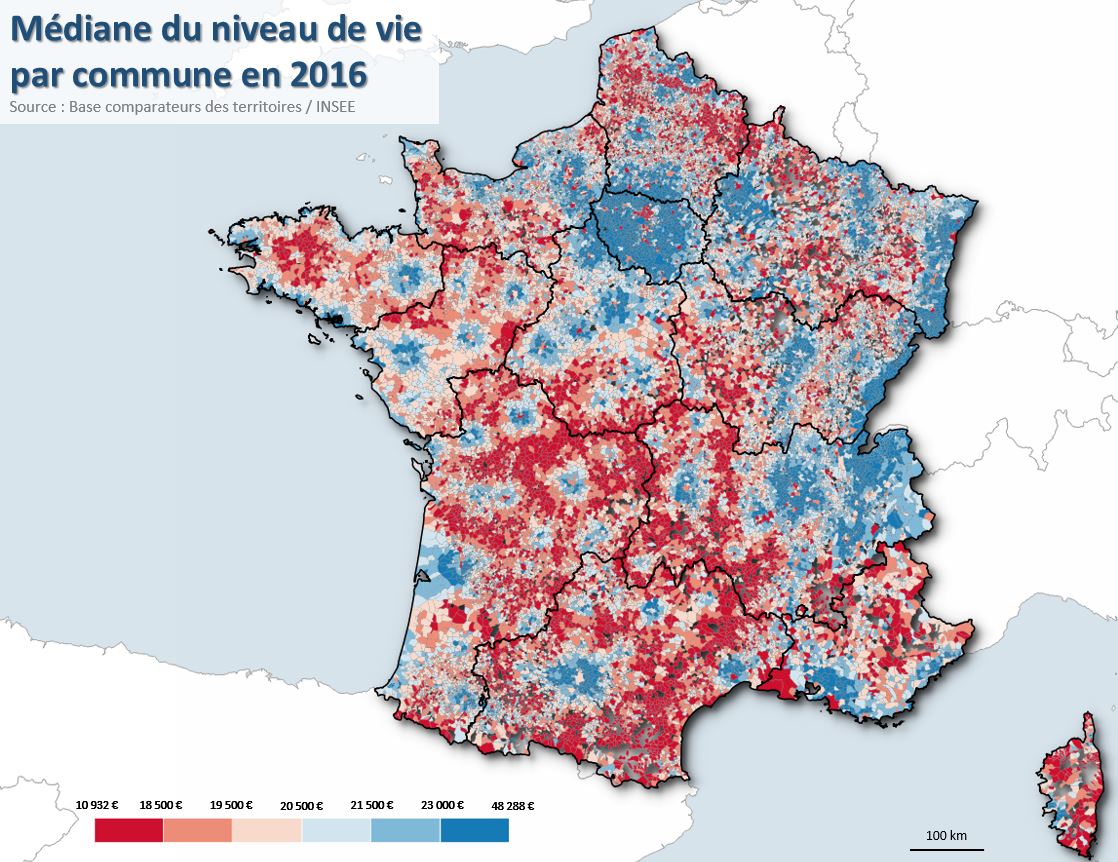 Médiane du niveau de vie
par commune en 2016
Source : Base comparateurs des territoires / INSEE
10 932 € 18 500 € 19 500 € 20 500 € 21 500 € 23 000 € 48 288 €
100 km